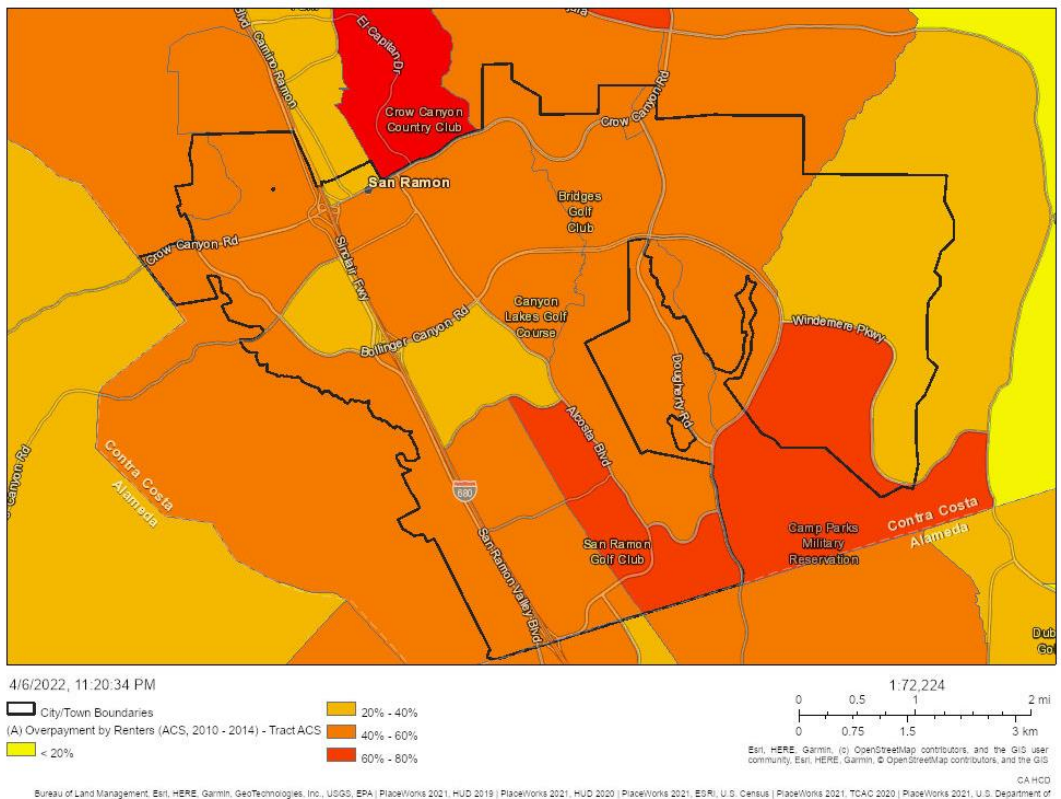 Blvd
Camino Ramon
El Capitan Dr
Crow Canyon
Country Club
Crow Canyon Rd
San Ramon
Bridges
Golf
Club
Crow Canyon Rd
Sinclair Fwy
Canyon
Lakes Golf
Course
Bollinger Canyon Rd
Windemere Pkwy
Dougherty Rd
Alcosta Blvd
Contra Costa
Alameda
Canyon Rd
680
San Ramon
Golf Club
Camp Parks
Military
Reservation
Contra Costa
Alameda
San Ramon Valley Blvd
Dub
Go
4/6/2022, 11:20:34 PM
City/Town Boundaries
(A) Overpayment by Renters (ACS, 2010 - 2014) - Tract ACS
< 20%
20% - 40%
40% - 60%
60% - 80%
1:72,224
0 0.5 1 2 mi
0 0.75 1.5 3 km
Esri, HERE, Garmin, (c) OpenStreetMap contributors, and the GIS user
community, Esri, HERE, Garmin, © OpenStreetMap contributors, and the GIS
CA HCD
Bureau of Land Management, Esri, HERE, Garmin, GeoTechnologies, Inc., USGS, EPA | PlaceWorks 2021, HUD 2019 | PlaceWorks 2021, HUD 2020 | PlaceWorks 2021, ESRI, U.S. Census | PlaceWorks 2021, TCAC 2020 | PlaceWorks 2021, U.S. Department of